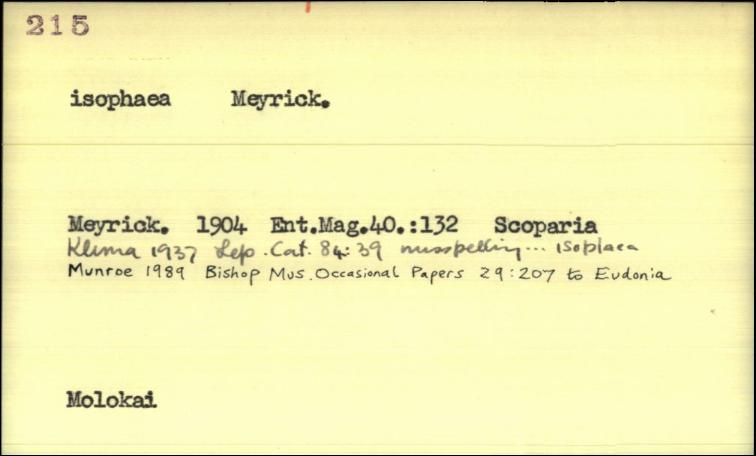 215
isophaea Meyrick.
Meyrick. 1904 Ent.Mag.40.:132 Scoparia
Klima 1937 Lep. Cat. 84:39 misspelling... isoplaea
Munroe 1989 Bishop Mus. Occasional Papers 29:207 to Eudonia
Molokai